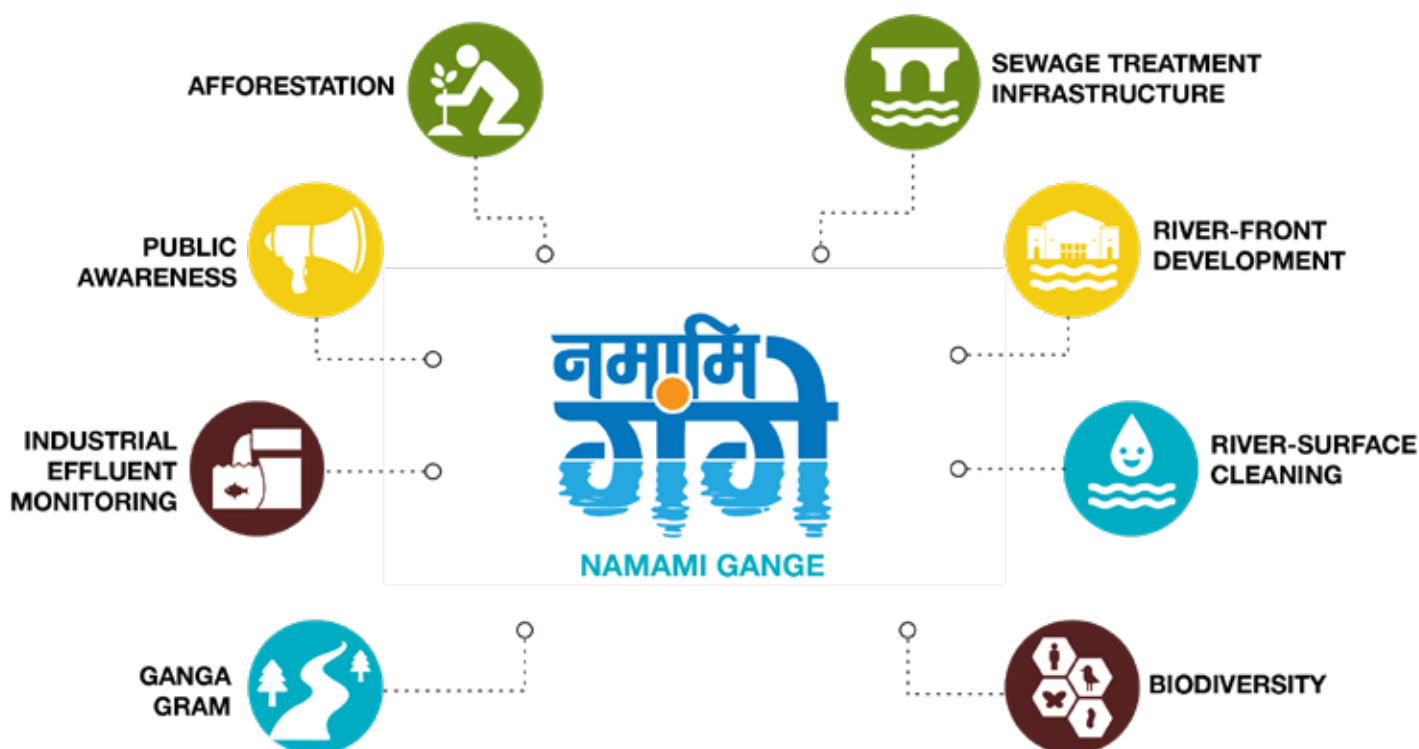 AFFORESTATION
SEWAGE TREATMENT
INFRASTRUCTURE
PUBLIC
AWARENESS
RIVER-FRONT
DEVELOPMENT
नमामि
गंगे
NAMAMI GANGE
INDUSTRIAL
EFFLUENT
MONITORING
RIVER-SURFACE
CLEANING
GANGA
GRAM
BIODIVERSITY